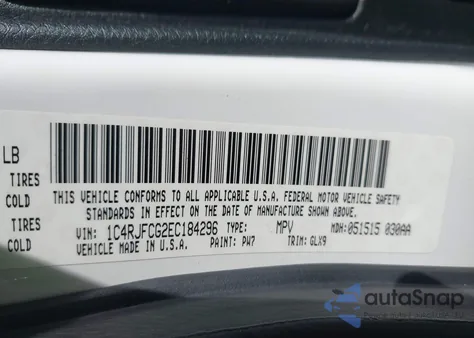 LB
TIRES
COLD
TIRES
COLD
THIS VEHICLE CONFORMS TO ALL APPLICABLE U.S.A. FEDERAL MOTOR VEHICLE SAFETY
STANDARDS IN EFFECT ON THE DATE OF MANUFACTURE SHOWN ABOVE.
VIN: 1C4RJFCG2EC184296 TYPE: MPV MDH: 051515 030AA
VEHICLE MADE IN U.S.A. PAINT: PW7 TRIM: GLX9
autoSnap